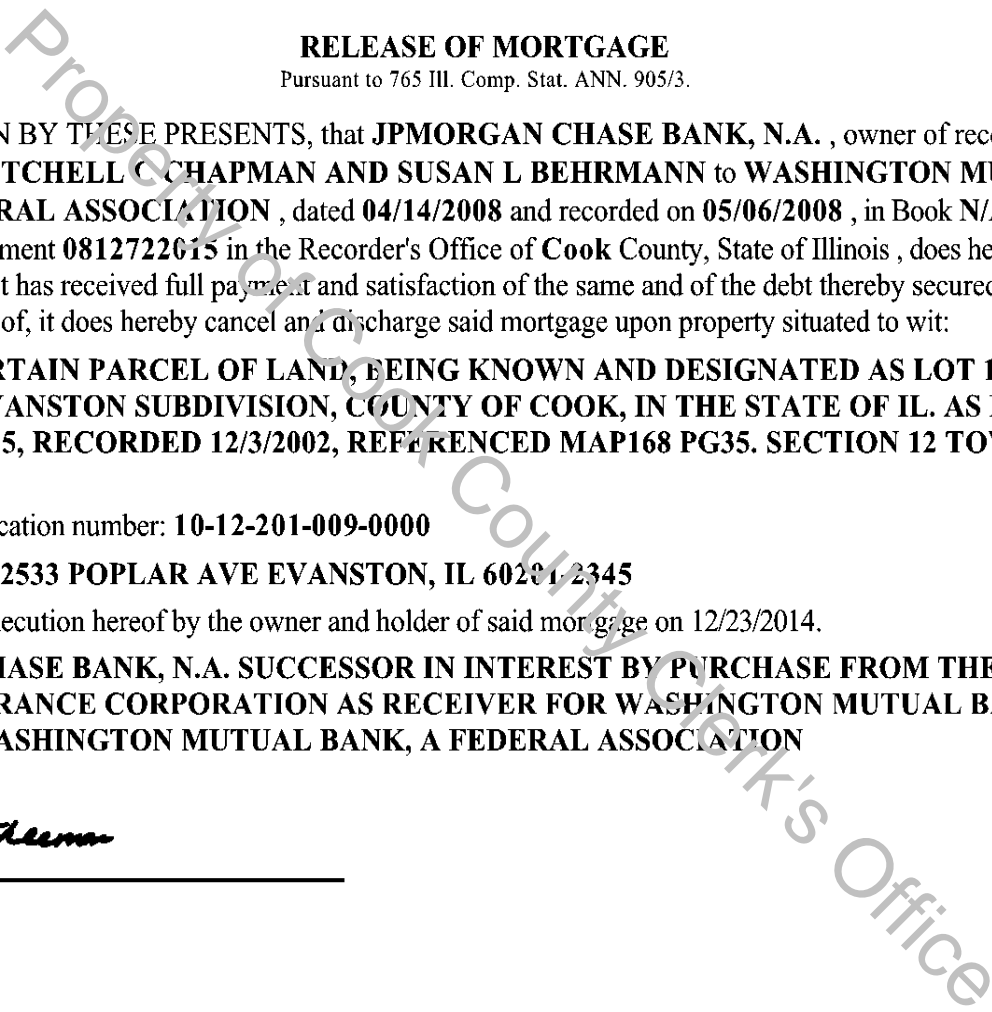 RELEASE OF MORTGAGE
Pursuant to 765 Ill. Comp. Stat. ANN. 905/3.
N BY THESE PRESENTS, that JPMORGAN CHASE BANK, N.A. , owner of reco
TCHELL C CHAPMAN AND SUSAN L BEHRMANN to WASHINGTON MU
RAL ASSOCIATION , dated 04/14/2008 and recorded on 05/06/2008 , in Book N/A
ment 0812722015 in the Recorder's Office of Cook County, State of Illinois , does he
t has received full payment and satisfaction of the same and of the debt thereby secured
of, it does hereby cancel and discharge said mortgage upon property situated to wit:
RTAIN PARCEL OF LAND, BEING KNOWN AND DESIGNATED AS LOT 1
VANSTON SUBDIVISION, COUNTY OF COOK, IN THE STATE OF IL. AS
5, RECORDED 12/3/2002, REFERENCED MAP168 PG35. SECTION 12 TOW
cation number: 10-12-201-009-0000
2533 POPLAR AVE EVANSTON, IL 60201-2345
ecution hereof by the owner and holder of said mortgage on 12/23/2014.
HASE BANK, N.A. SUCCESSOR IN INTEREST BY PURCHASE FROM THE
RANCE CORPORATION AS RECEIVER FOR WASHINGTON MUTUAL BA
ASHINGTON MUTUAL BANK, A FEDERAL ASSOCIATION
Property of Cook County Clerk's Office